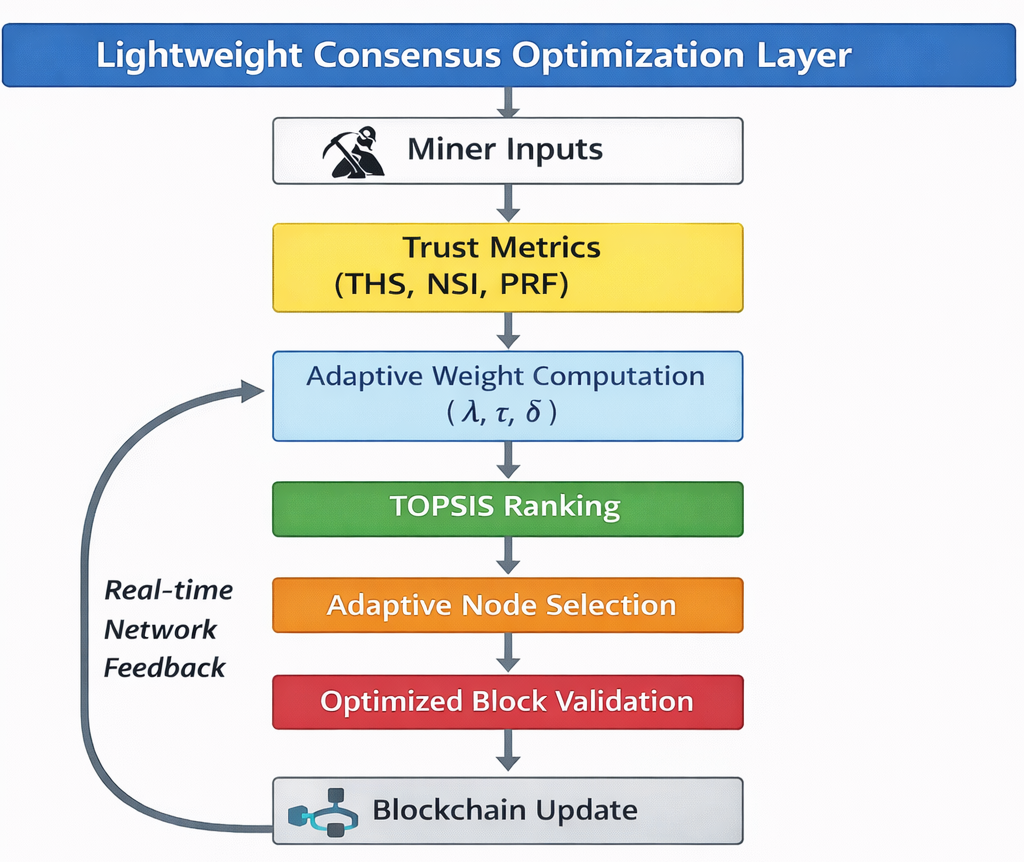 Lightweight Consensus Optimization Layer
Miner Inputs
Trust Metrics
(THS, NSI, PRF)
Adaptive Weight Computation
( λ, τ, δ )
TOPSIS Ranking
Adaptive Node Selection
Optimized Block Validation
Blockchain Update
Real-time
Network
Feedback